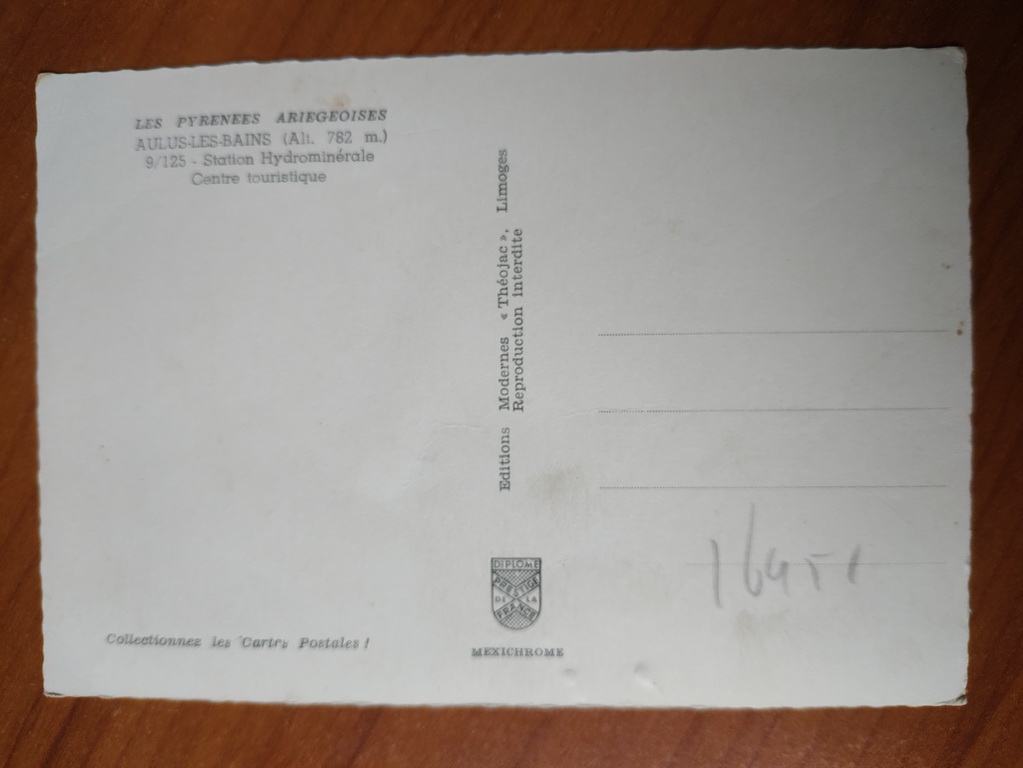 LES PYRENEES ARIEGEOISES
AULUS-LES-BAINS (Alt. 782 m.)
9/125 - Station Hydrominérale
Centre touristique
Editions Modernes « Théojac », Limoges
Reproduction interdite
DIPLOME
PRESTIGE
DE LA
FRANCE
MEXICHROME
Collectionnez les Cartes Postales !